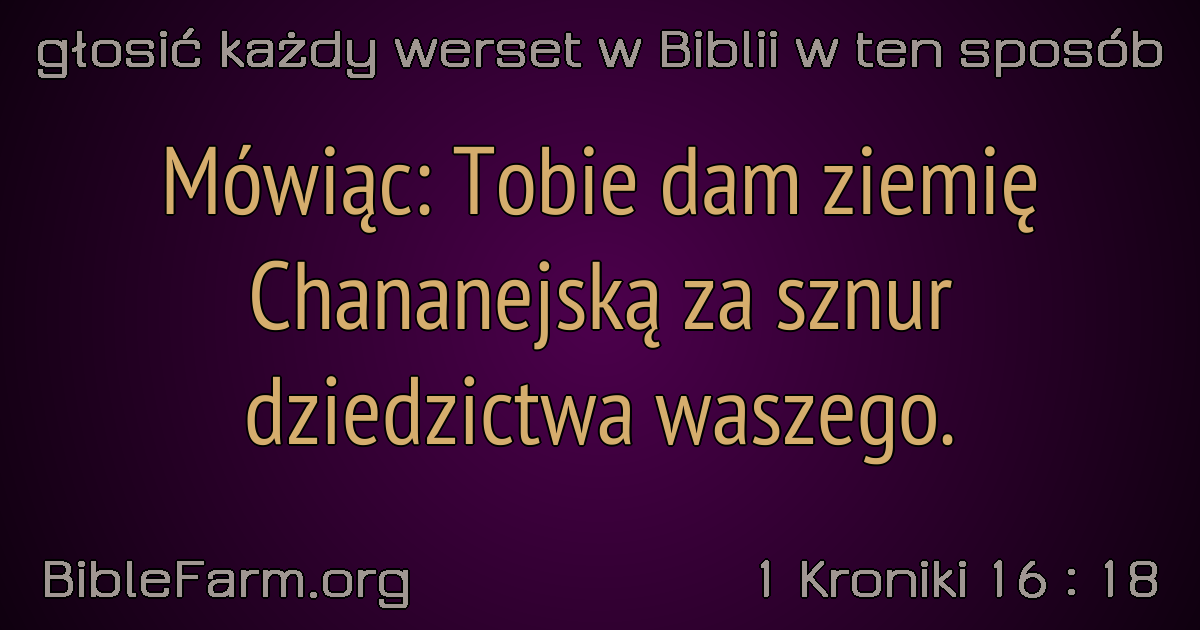 głosić każdy werset w Biblii w ten sposób
Mówiąc: Tobie dam ziemię
Chananejską za sznur
dziedzictwa waszego.
BibleFarm.org
1 Kroniki 16 : 18